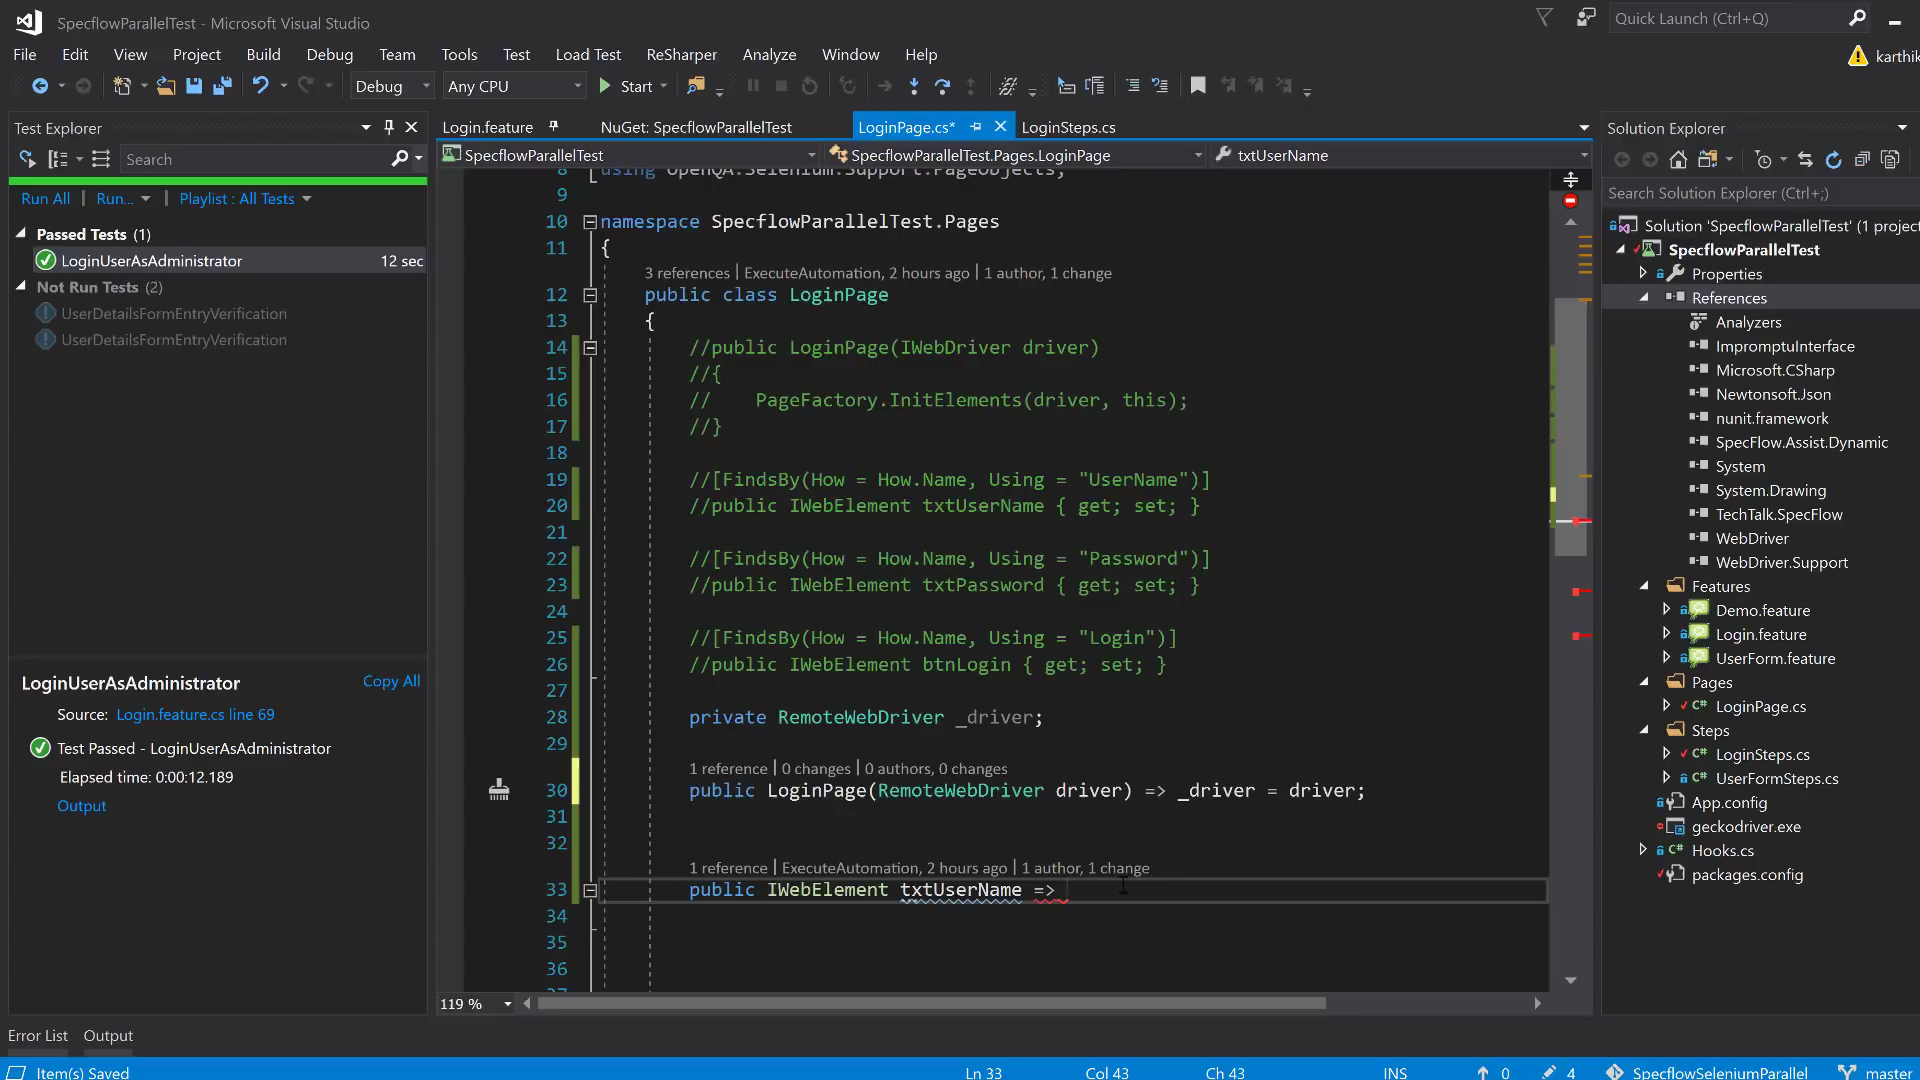 SpecflowParallelTest - Microsoft Visual Studio
Quick Launch (Ctrl+Q)
File Edit View Project Build Debug Team Tools Test Load Test ReSharper Analyze Window Help
karthik
Debug Any CPU Start
Test Explorer
Search
Run All Run... Playlist : All Tests
Passed Tests (1)
LoginUserAsAdministrator 12 sec
Not Run Tests (2)
UserDetailsFormEntryVerification
UserDetailsFormEntryVerification
LoginUserAsAdministrator Copy All
Source: Login.feature.cs line 69
Test Passed - LoginUserAsAdministrator
Elapsed time: 0:00:12.189
Output
Login.feature NuGet: SpecflowParallelTest LoginPage.cs* LoginSteps.cs
SpecflowParallelTest SpecflowParallelTest.Pages.LoginPage txtUserName
8 using OpenQA.Selenium.Support.PageObjects;
9
10 namespace SpecflowParallelTest.Pages
11 {
3 references | ExecuteAutomation, 2 hours ago | 1 author, 1 change
12 public class LoginPage
13 {
14 //public LoginPage(IWebDriver driver)
15 //{
16 // PageFactory.InitElements(driver, this);
17 //}
18
19 //[FindsBy(How = How.Name, Using = "UserName")]
20 //public IWebElement txtUserName { get; set; }
21
22 //[FindsBy(How = How.Name, Using = "Password")]
23 //public IWebElement txtPassword { get; set; }
24
25 //[FindsBy(How = How.Name, Using = "Login")]
26 //public IWebElement btnLogin { get; set; }
27
28 private RemoteWebDriver _driver;
29
1 reference | 0 changes | 0 authors, 0 changes
30 public LoginPage(RemoteWebDriver driver) => _driver = driver;
31
32
1 reference | ExecuteAutomation, 2 hours ago | 1 author, 1 change
33 public IWebElement txtUserName =>
34
35
36
119 %
Solution Explorer
Search Solution Explorer (Ctrl+;)
Solution 'SpecflowParallelTest' (1 project
SpecflowParallelTest
Properties
References
Analyzers
ImpromptuInterface
Microsoft.CSharp
Newtonsoft.Json
nunit.framework
SpecFlow.Assist.Dynamic
System
System.Drawing
TechTalk.SpecFlow
WebDriver
WebDriver.Support
Features
Demo.feature
Login.feature
UserForm.feature
Pages
LoginPage.cs
Steps
LoginSteps.cs
UserFormSteps.cs
App.config
geckodriver.exe
Hooks.cs
packages.config
Error List Output
Item(s) Saved Ln 33 Col 43 Ch 43 INS 0 4 SpecflowSeleniumParallel master